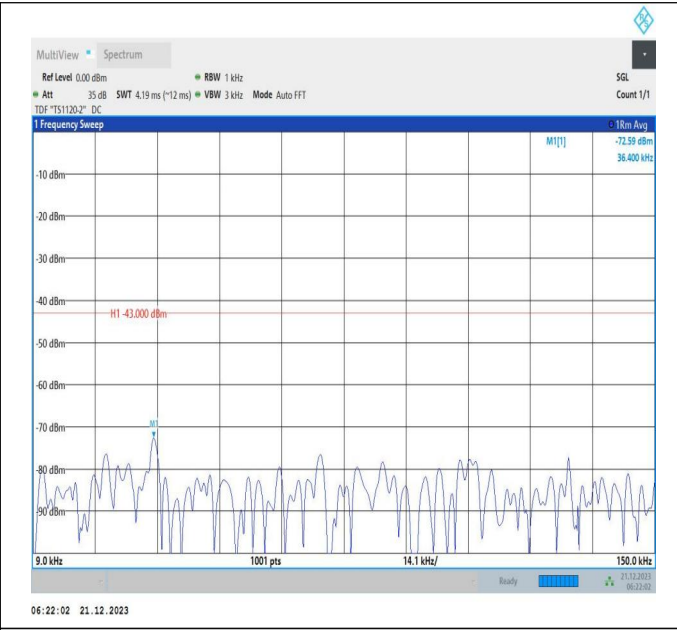 MultiView Spectrum
Ref Level 0.00 dBm RBW 1 kHz SGL
Att 35 dB SWT 4.19 ms (~12 ms) VBW 3 kHz Mode Auto FFT Count 1/1
TDF "TS1120-2" DC
1 Frequency Sweep 1Rm Avg
M1[1] -72.59 dBm
36.400 kHz
-10 dBm
-20 dBm
-30 dBm
-40 dBm
H1 -43.000 dBm
-50 dBm
-60 dBm
-70 dBm
M1
-80 dBm
-90 dBm
9.0 kHz 1001 pts 14.1 kHz/ 150.0 kHz
Ready 21.12.2023
06:22:02
06:22:02 21.12.2023